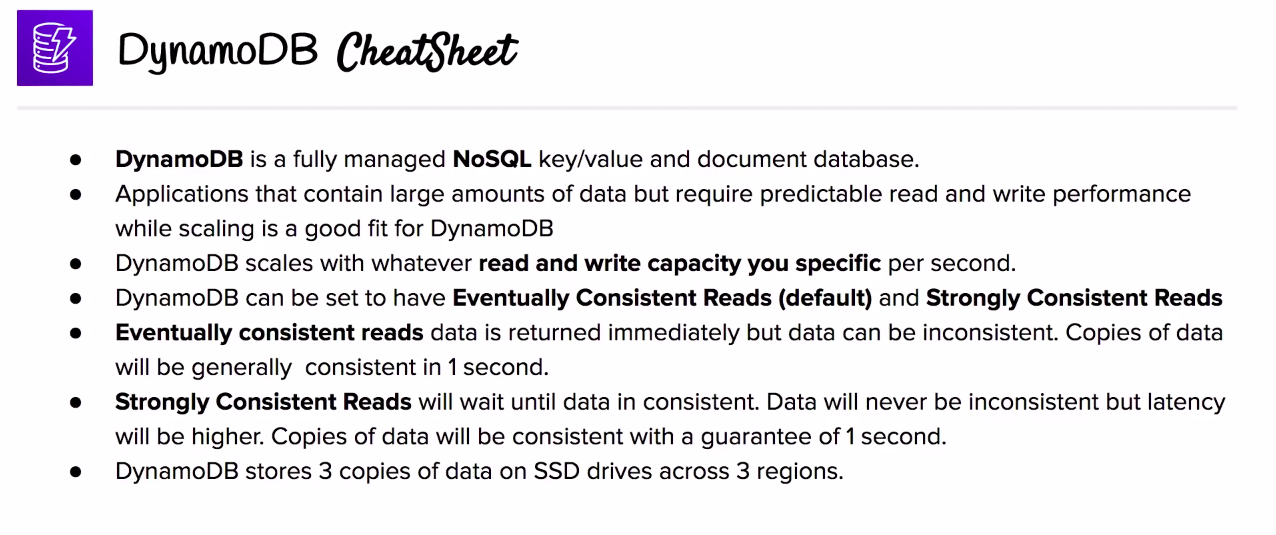 DynamoDB CheatSheet
● DynamoDB is a fully managed NoSQL key/value and document database.
● Applications that contain large amounts of data but require predictable read and write performance
while scaling is a good fit for DynamoDB
● DynamoDB scales with whatever read and write capacity you specific per second.
● DynamoDB can be set to have Eventually Consistent Reads (default) and Strongly Consistent Reads
● Eventually consistent reads data is returned immediately but data can be inconsistent. Copies of data
will be generally consistent in 1 second.
● Strongly Consistent Reads will wait until data in consistent. Data will never be inconsistent but latency
will be higher. Copies of data will be consistent with a guarantee of 1 second.
● DynamoDB stores 3 copies of data on SSD drives across 3 regions.